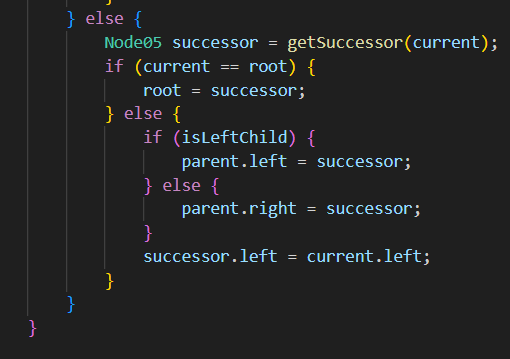 } else {
Node05 successor = getSuccessor(current);
if (current == root) {
root = successor;
} else {
if (isLeftChild) {
parent.left = successor;
} else {
parent.right = successor;
}
successor.left = current.left;
}
}
}